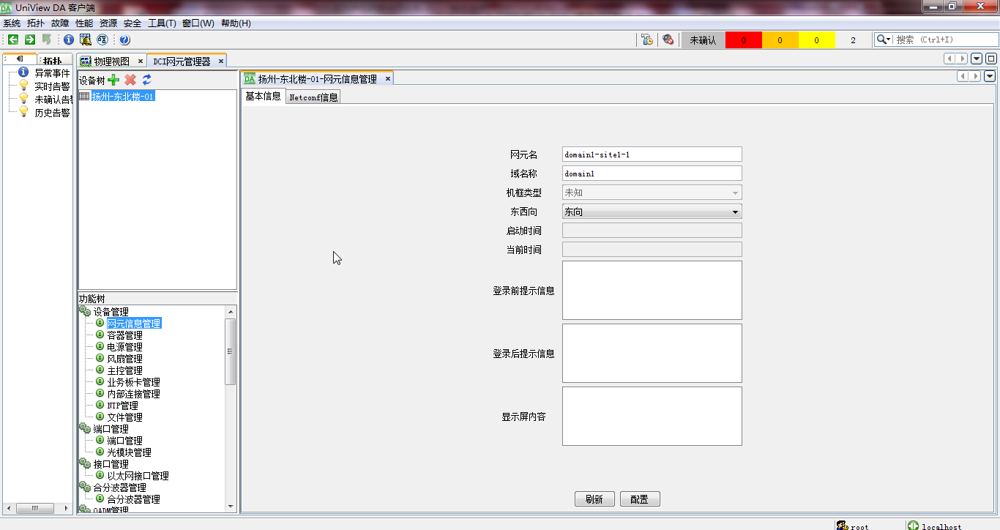 DA UniView DA 客户端
系统 拓扑 故障 性能 资源 安全 工具(T) 窗口(W) 帮助(H)
未确认 0 0 0 2 搜索 (Ctrl+I)
拓扑
物理视图
DCI网元管理器
异常事件
实时告警
未确认告
历史告警
设备树
扬州-东北楼-01
功能树
设备管理
网元信息管理
容器管理
电源管理
风扇管理
主控管理
业务板卡管理
内部连接管理
NTP管理
文件管理
端口管理
端口管理
光模块管理
接口管理
以太网接口管理
合分波器管理
合分波器管理
OADM管理
DA 扬州-东北楼-01-网元信息管理
基本信息 Netconf信息
网元名 domain1-site1-1
域名称 domain1
机框类型 未知
东西向 东向
启动时间
当前时间
登录前提示信息
登录后提示信息
显示屏内容
刷新 配置
root localhost